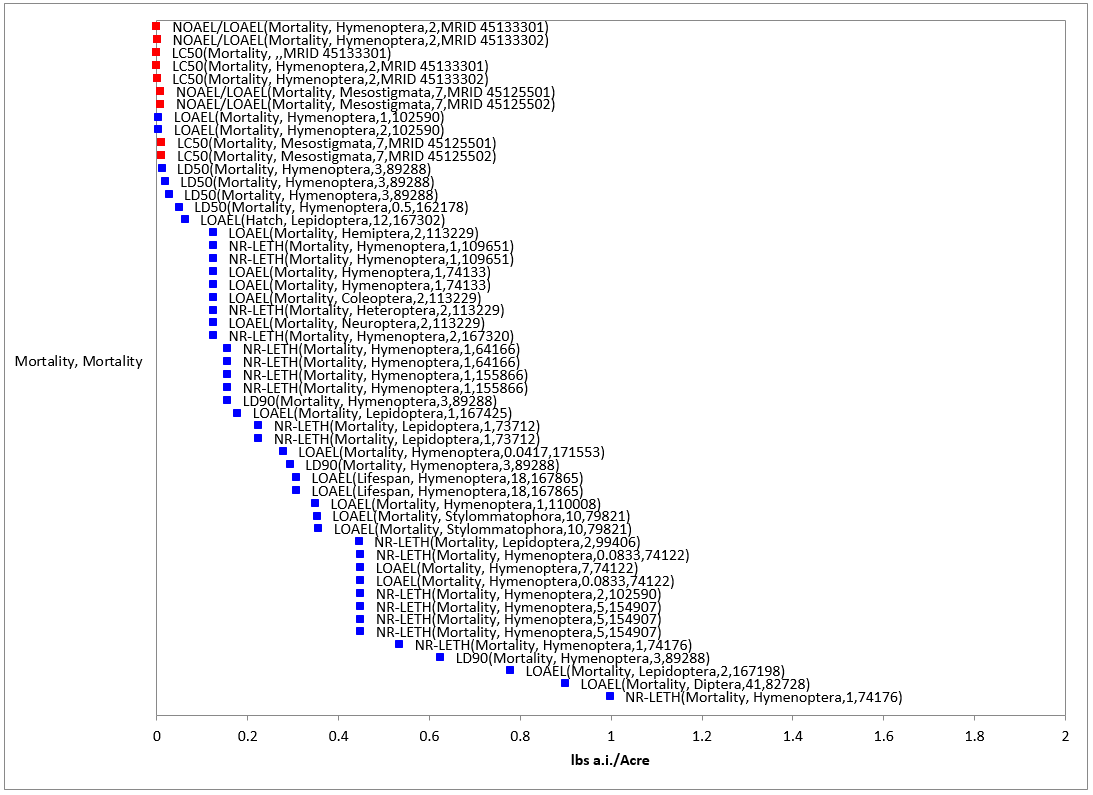 NOAEL/LOAEL(Mortality, Hymenoptera,2,MRID 45133301)
NOAEL/LOAEL(Mortality, Hymenoptera,2,MRID 45133302)
LC50(Mortality, ,,MRID 45133301)
LC50(Mortality, Hymenoptera,2,MRID 45133301)
LC50(Mortality, Hymenoptera,2,MRID 45133302)
NOAEL/LOAEL(Mortality, Mesostigmata,7,MRID 45125501)
NOAEL/LOAEL(Mortality, Mesostigmata,7,MRID 45125502)
LOAEL(Mortality, Hymenoptera,1,102590)
LOAEL(Mortality, Hymenoptera,2,102590)
LC50(Mortality, Mesostigmata,7,MRID 45125501)
LC50(Mortality, Mesostigmata,7,MRID 45125502)
LD50(Mortality, Hymenoptera,3,89288)
LD50(Mortality, Hymenoptera,3,89288)
LD50(Mortality, Hymenoptera,3,89288)
LD50(Mortality, Hymenoptera,0.5,162178)
LOAEL(Hatch, Lepidoptera,12,167302)
LOAEL(Mortality, Hemiptera,2,113229)
NR-LETH(Mortality, Hymenoptera,1,109651)
NR-LETH(Mortality, Hymenoptera,1,109651)
LOAEL(Mortality, Hymenoptera,1,74133)
LOAEL(Mortality, Hymenoptera,1,74133)
LOAEL(Mortality, Coleoptera,2,113229)
NR-LETH(Mortality, Heteroptera,2,113229)
LOAEL(Mortality, Neuroptera,2,113229)
NR-LETH(Mortality, Hymenoptera,2,167320)
NR-LETH(Mortality, Hymenoptera,1,64166)
Mortality, Mortality
NR-LETH(Mortality, Hymenoptera,1,64166)
NR-LETH(Mortality, Hymenoptera,1,155866)
NR-LETH(Mortality, Hymenoptera,1,155866)
LD90(Mortality, Hymenoptera,3,89288)
LOAEL(Mortality, Lepidoptera,1,167425)
NR-LETH(Mortality, Lepidoptera,1,73712)
NR-LETH(Mortality, Lepidoptera,1,73712)
LOAEL(Mortality, Hymenoptera,0.0417,171553)
LD90(Mortality, Hymenoptera,3,89288)
LOAEL(Lifespan, Hymenoptera,18,167865)
LOAEL(Lifespan, Hymenoptera,18,167865)
LOAEL(Mortality, Hymenoptera,1,110008)
LOAEL(Mortality, Stylommatophora,10,79821)
LOAEL(Mortality, Stylommatophora,10,79821)
NR-LETH(Mortality, Lepidoptera,2,99406)
NR-LETH(Mortality, Hymenoptera,0.0833,74122)
LOAEL(Mortality, Hymenoptera,7,74122)
LOAEL(Mortality, Hymenoptera,0.0833,74122)
NR-LETH(Mortality, Hymenoptera,2,102590)
NR-LETH(Mortality, Hymenoptera,5,154907)
NR-LETH(Mortality, Hymenoptera,5,154907)
NR-LETH(Mortality, Hymenoptera,5,154907)
NR-LETH(Mortality, Hymenoptera,1,74176)
LD90(Mortality, Hymenoptera,3,89288)
LOAEL(Mortality, Lepidoptera,2,167198)
LOAEL(Mortality, Diptera,41,82728)
NR-LETH(Mortality, Hymenoptera,1,74176)
0 0.2 0.4 0.6 0.8 1 1.2 1.4 1.6 1.8 2
lbs a.i./Acre